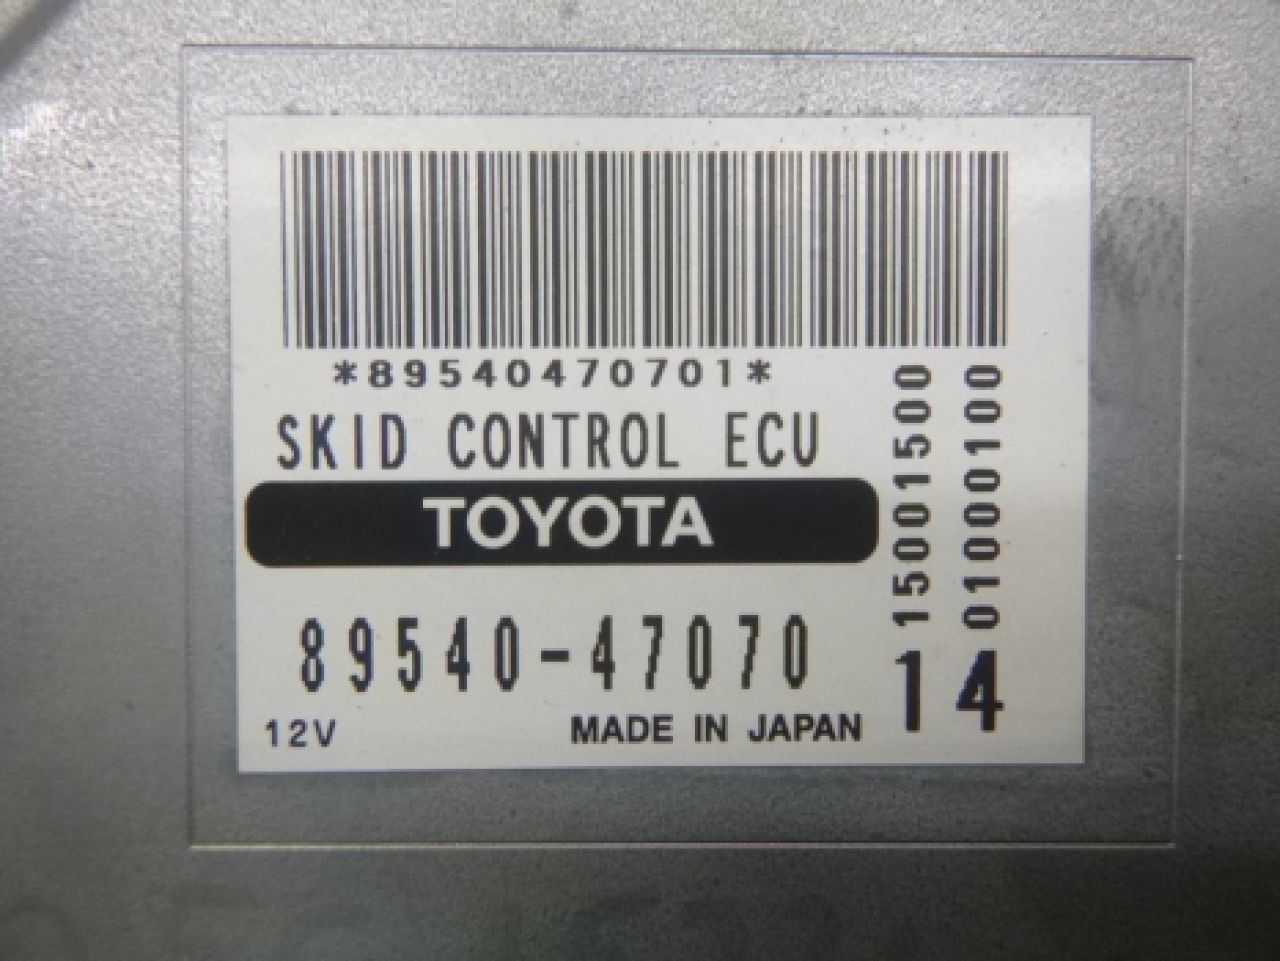 *89540470701*
SKID CONTROL ECU
TOYOTA
89540-47070
12V
MADE IN JAPAN
15001500
01000100
14